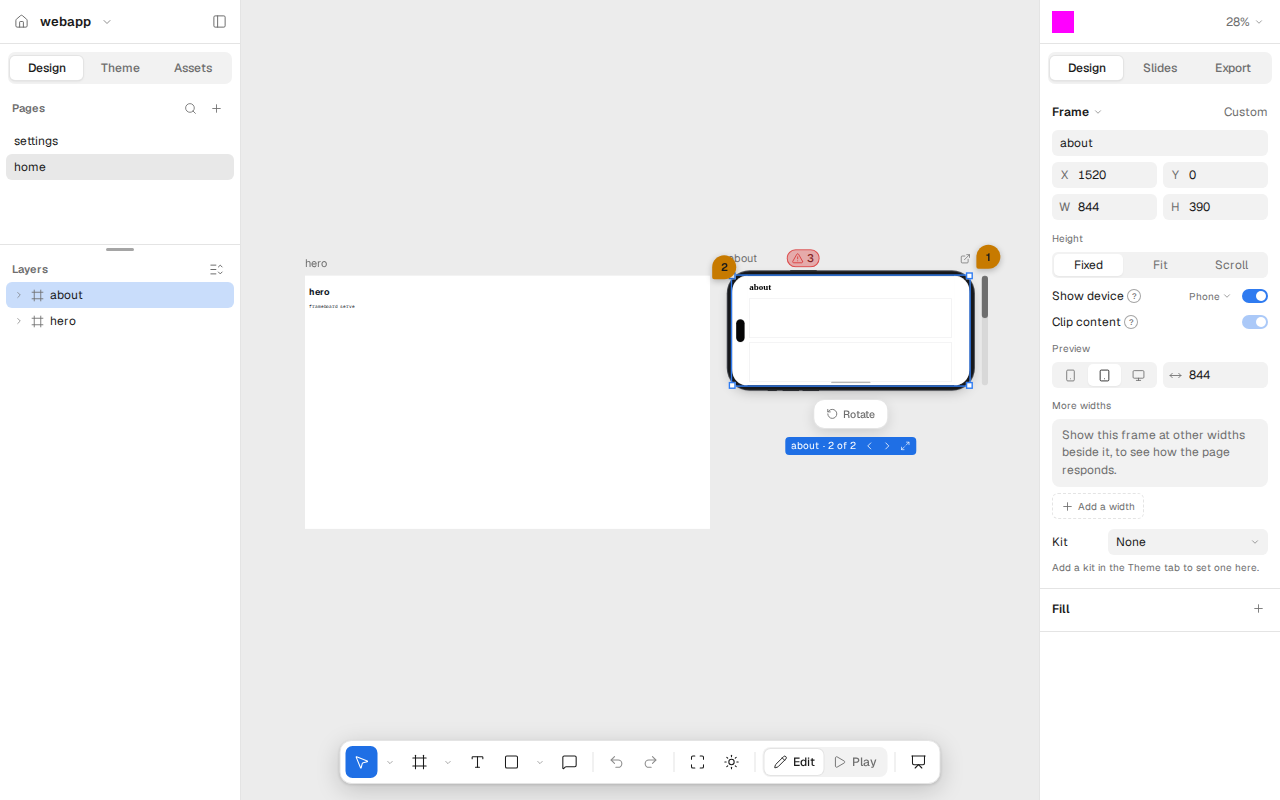 webapp
28%
Design
Theme
Assets
Design
Slides
Export
Pages
settings
home
Layers
about
hero
hero
hero
framework serve
about
3
1
2
about
Rotate
about · 2 of 2
Frame
Custom
about
X 1520
Y 0
W 844
H 390
Height
Fixed
Fit
Scroll
Show device ?
Phone
Clip content ?
Preview
844
More widths
Show this frame at other widths
beside it, to see how the page
responds.
Add a width
Kit
None
Add a kit in the Theme tab to set one here.
Fill
Edit
Play